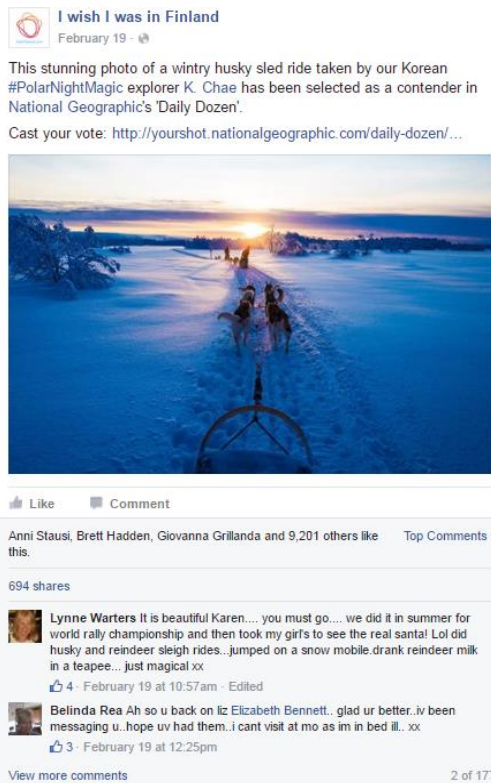 I wish I was in Finland
February 19 ·
This stunning photo of a wintry husky sled ride taken by our Korean
#PolarNightMagic explorer K. Chae has been selected as a contender in
National Geographic's 'Daily Dozen'.
Cast your vote: http://yourshot.nationalgeographic.com/daily-dozen/…
Like Comment
Anni Stausi, Brett Hadden, Giovanna Grillanda and 9,201 others like Top Comments
this.
694 shares
Lynne Warters It is beautiful Karen.... you must go.... we did it in summer for
world rally championship and then took my girl's to see the real santa! Lol did
husky and reindeer sleigh rides...jumped on a snow mobile.drank reindeer milk
in a teapee... just magical xx
4 · February 19 at 10:57am · Edited
Belinda Rea Ah so u back on liz Elizabeth Bennett.. glad ur better..iv been
messaging u..hope uv had them..i cant visit at mo as im in bed ill.. xx
3 · February 19 at 12:25pm
View more comments 2 of 177